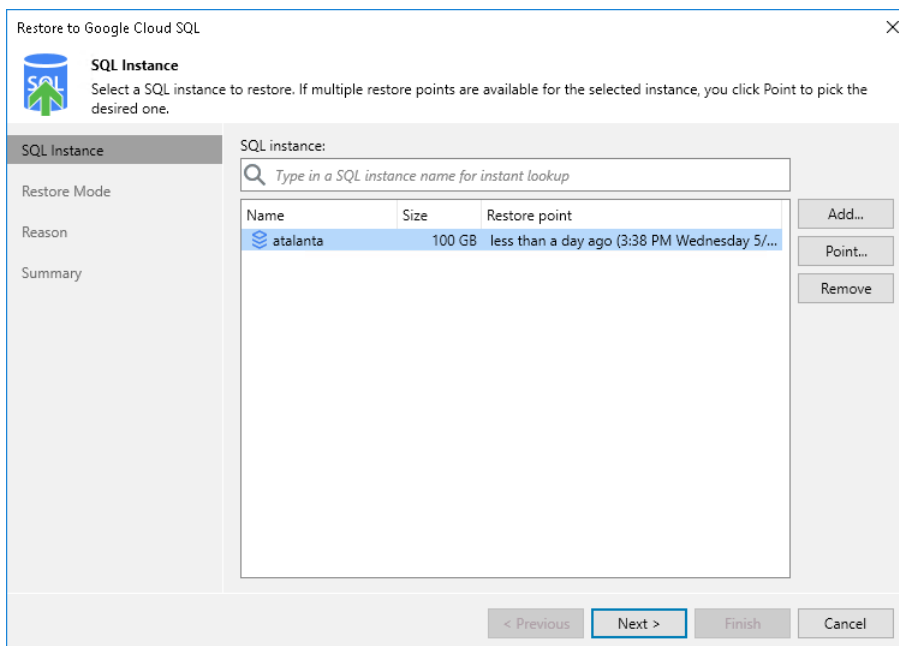 Restore to Google Cloud SQL
SQL
SQL Instance
Select a SQL instance to restore. If multiple restore points are available for the selected instance, you click Point to pick the
desired one.
SQL Instance
Restore Mode
Reason
Summary
SQL instance:
Type in a SQL instance name for instant lookup
Name Size Restore point
atalanta 100 GB less than a day ago (3:38 PM Wednesday 5/...
Add...
Point...
Remove
< Previous Next > Finish Cancel